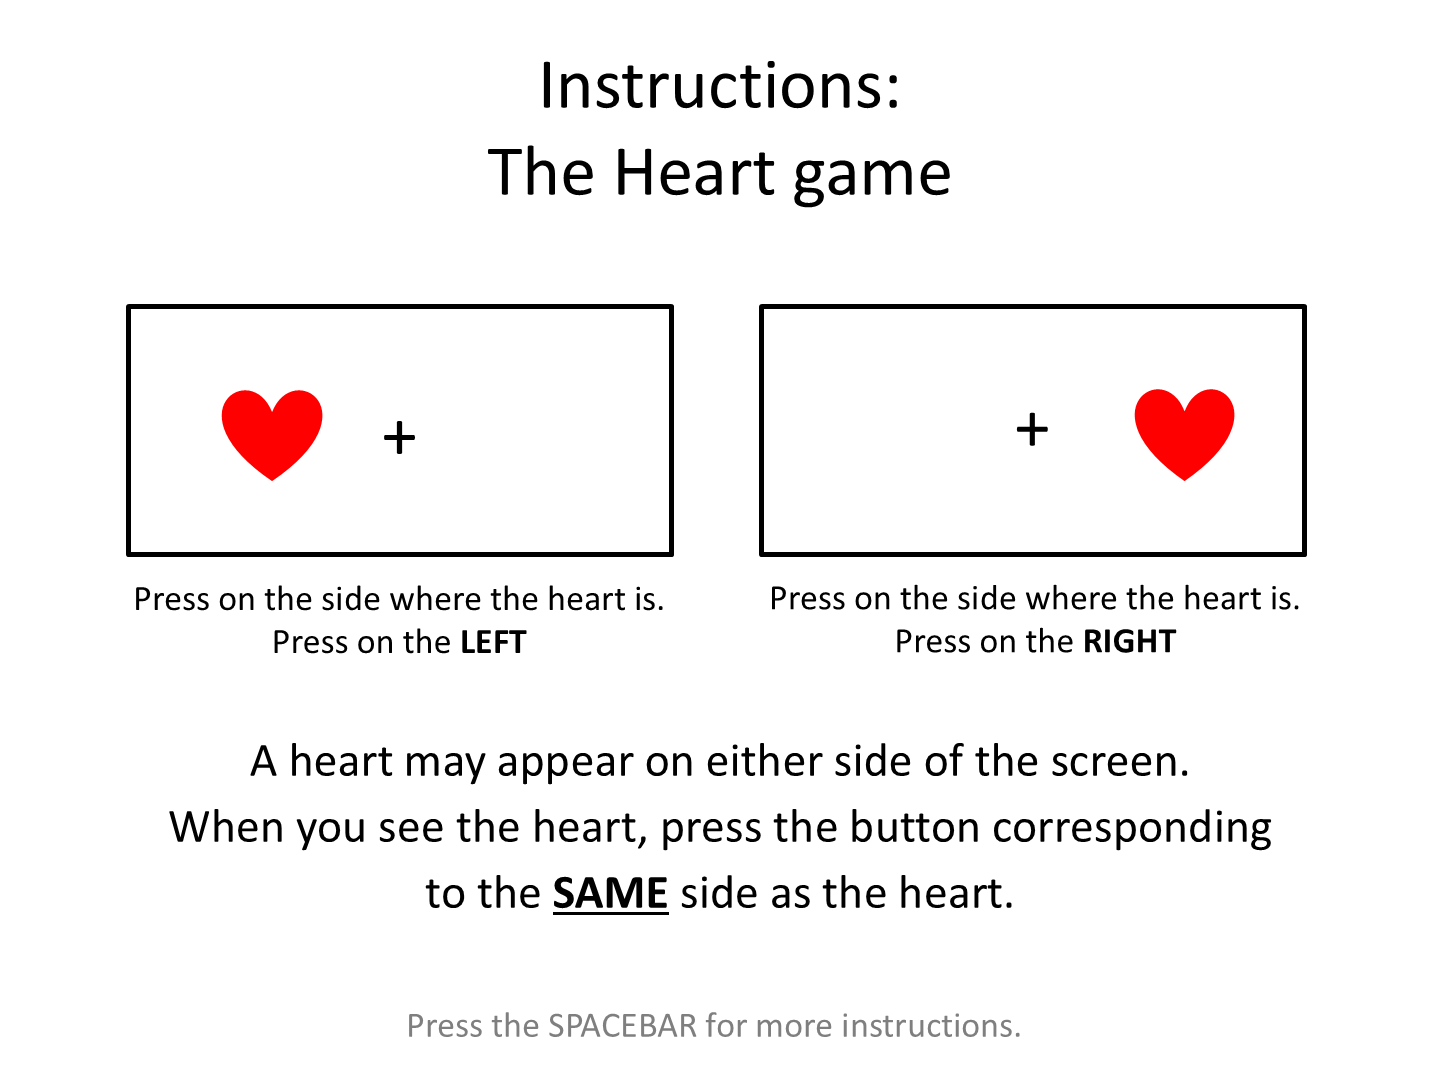 Instructions:
The Heart game
+
+
Press on the side where the heart is.
Press on the LEFT
Press on the side where the heart is.
Press on the RIGHT
A heart may appear on either side of the screen.
When you see the heart, press the button corresponding
to the SAME side as the heart.
Press the SPACEBAR for more instructions.